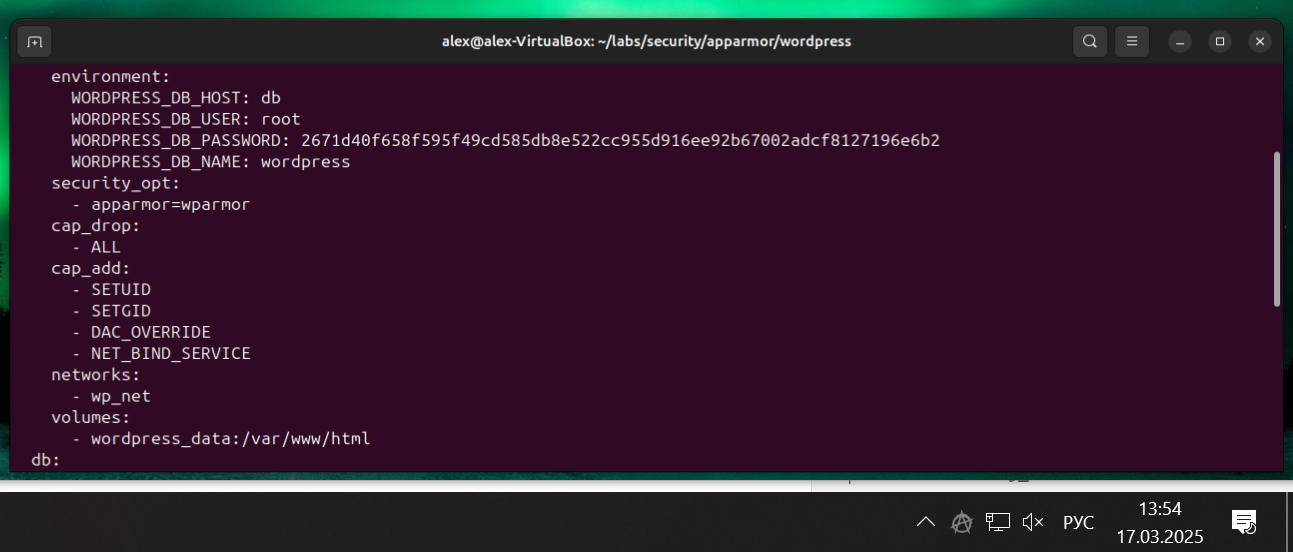 alex@alex-VirtualBox: ~/labs/security/apparmor/wordpress
environment:
WORDPRESS_DB_HOST: db
WORDPRESS_DB_USER: root
WORDPRESS_DB_PASSWORD: 2671d40f658f595f49cd585db8e522cc955d916ee92b67002adcf8127196e6b2
WORDPRESS_DB_NAME: wordpress
security_opt:
- apparmor=wparmor
cap_drop:
- ALL
cap_add:
- SETUID
- SETGID
- DAC_OVERRIDE
- NET_BIND_SERVICE
networks:
- wp_net
volumes:
- wordpress_data:/var/www/html
db:
РУС
13:54
17.03.2025